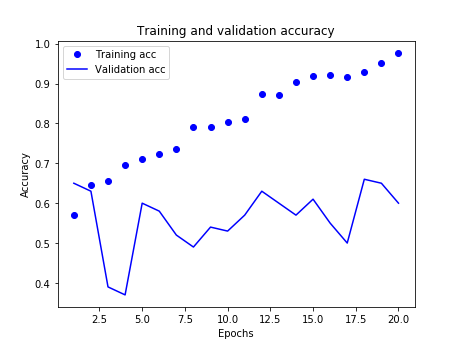 Training and validation accuracy
Training acc
Validation acc
Accuracy
1.0
0.9
0.8
0.7
0.6
0.5
0.4
2.5 5.0 7.5 10.0 12.5 15.0 17.5 20.0
Epochs